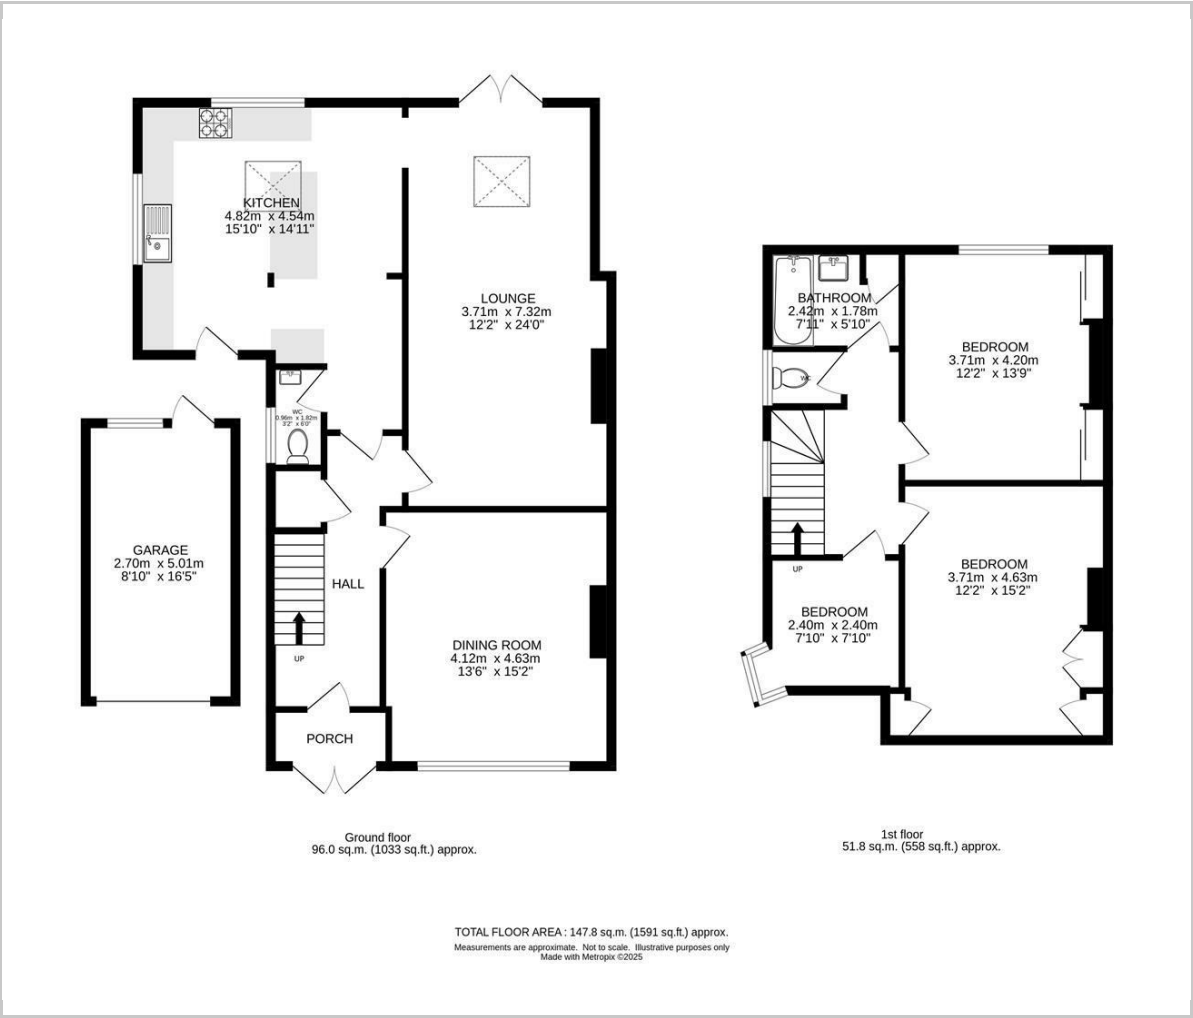 KITCHEN
4.82m x 4.54m
15'10" x 14'11"
LOUNGE
3.71m x 7.32m
12'2" x 24'0"
WC
0.96m x 1.82m
3'2" x 6'0"
GARAGE
2.70m x 5.01m
8'10" x 16'5"
HALL
UP
DINING ROOM
4.12m x 4.63m
13'6" x 15'2"
PORCH
BATHROOM
2.42m x 1.78m
7'11" x 5'10"
WC
BEDROOM
3.71m x 4.20m
12'2" x 13'9"
UP
BEDROOM
3.71m x 4.63m
12'2" x 15'2"
BEDROOM
2.40m x 2.40m
7'10" x 7'10"
Ground floor
96.0 sq.m. (1033 sq.ft.) approx.
1st floor
51.8 sq.m. (558 sq.ft.) approx.
TOTAL FLOOR AREA : 147.8 sq.m. (1591 sq.ft.) approx.
Measurements are approximate. Not to scale. Illustrative purposes only
Made with Metropix ©2025